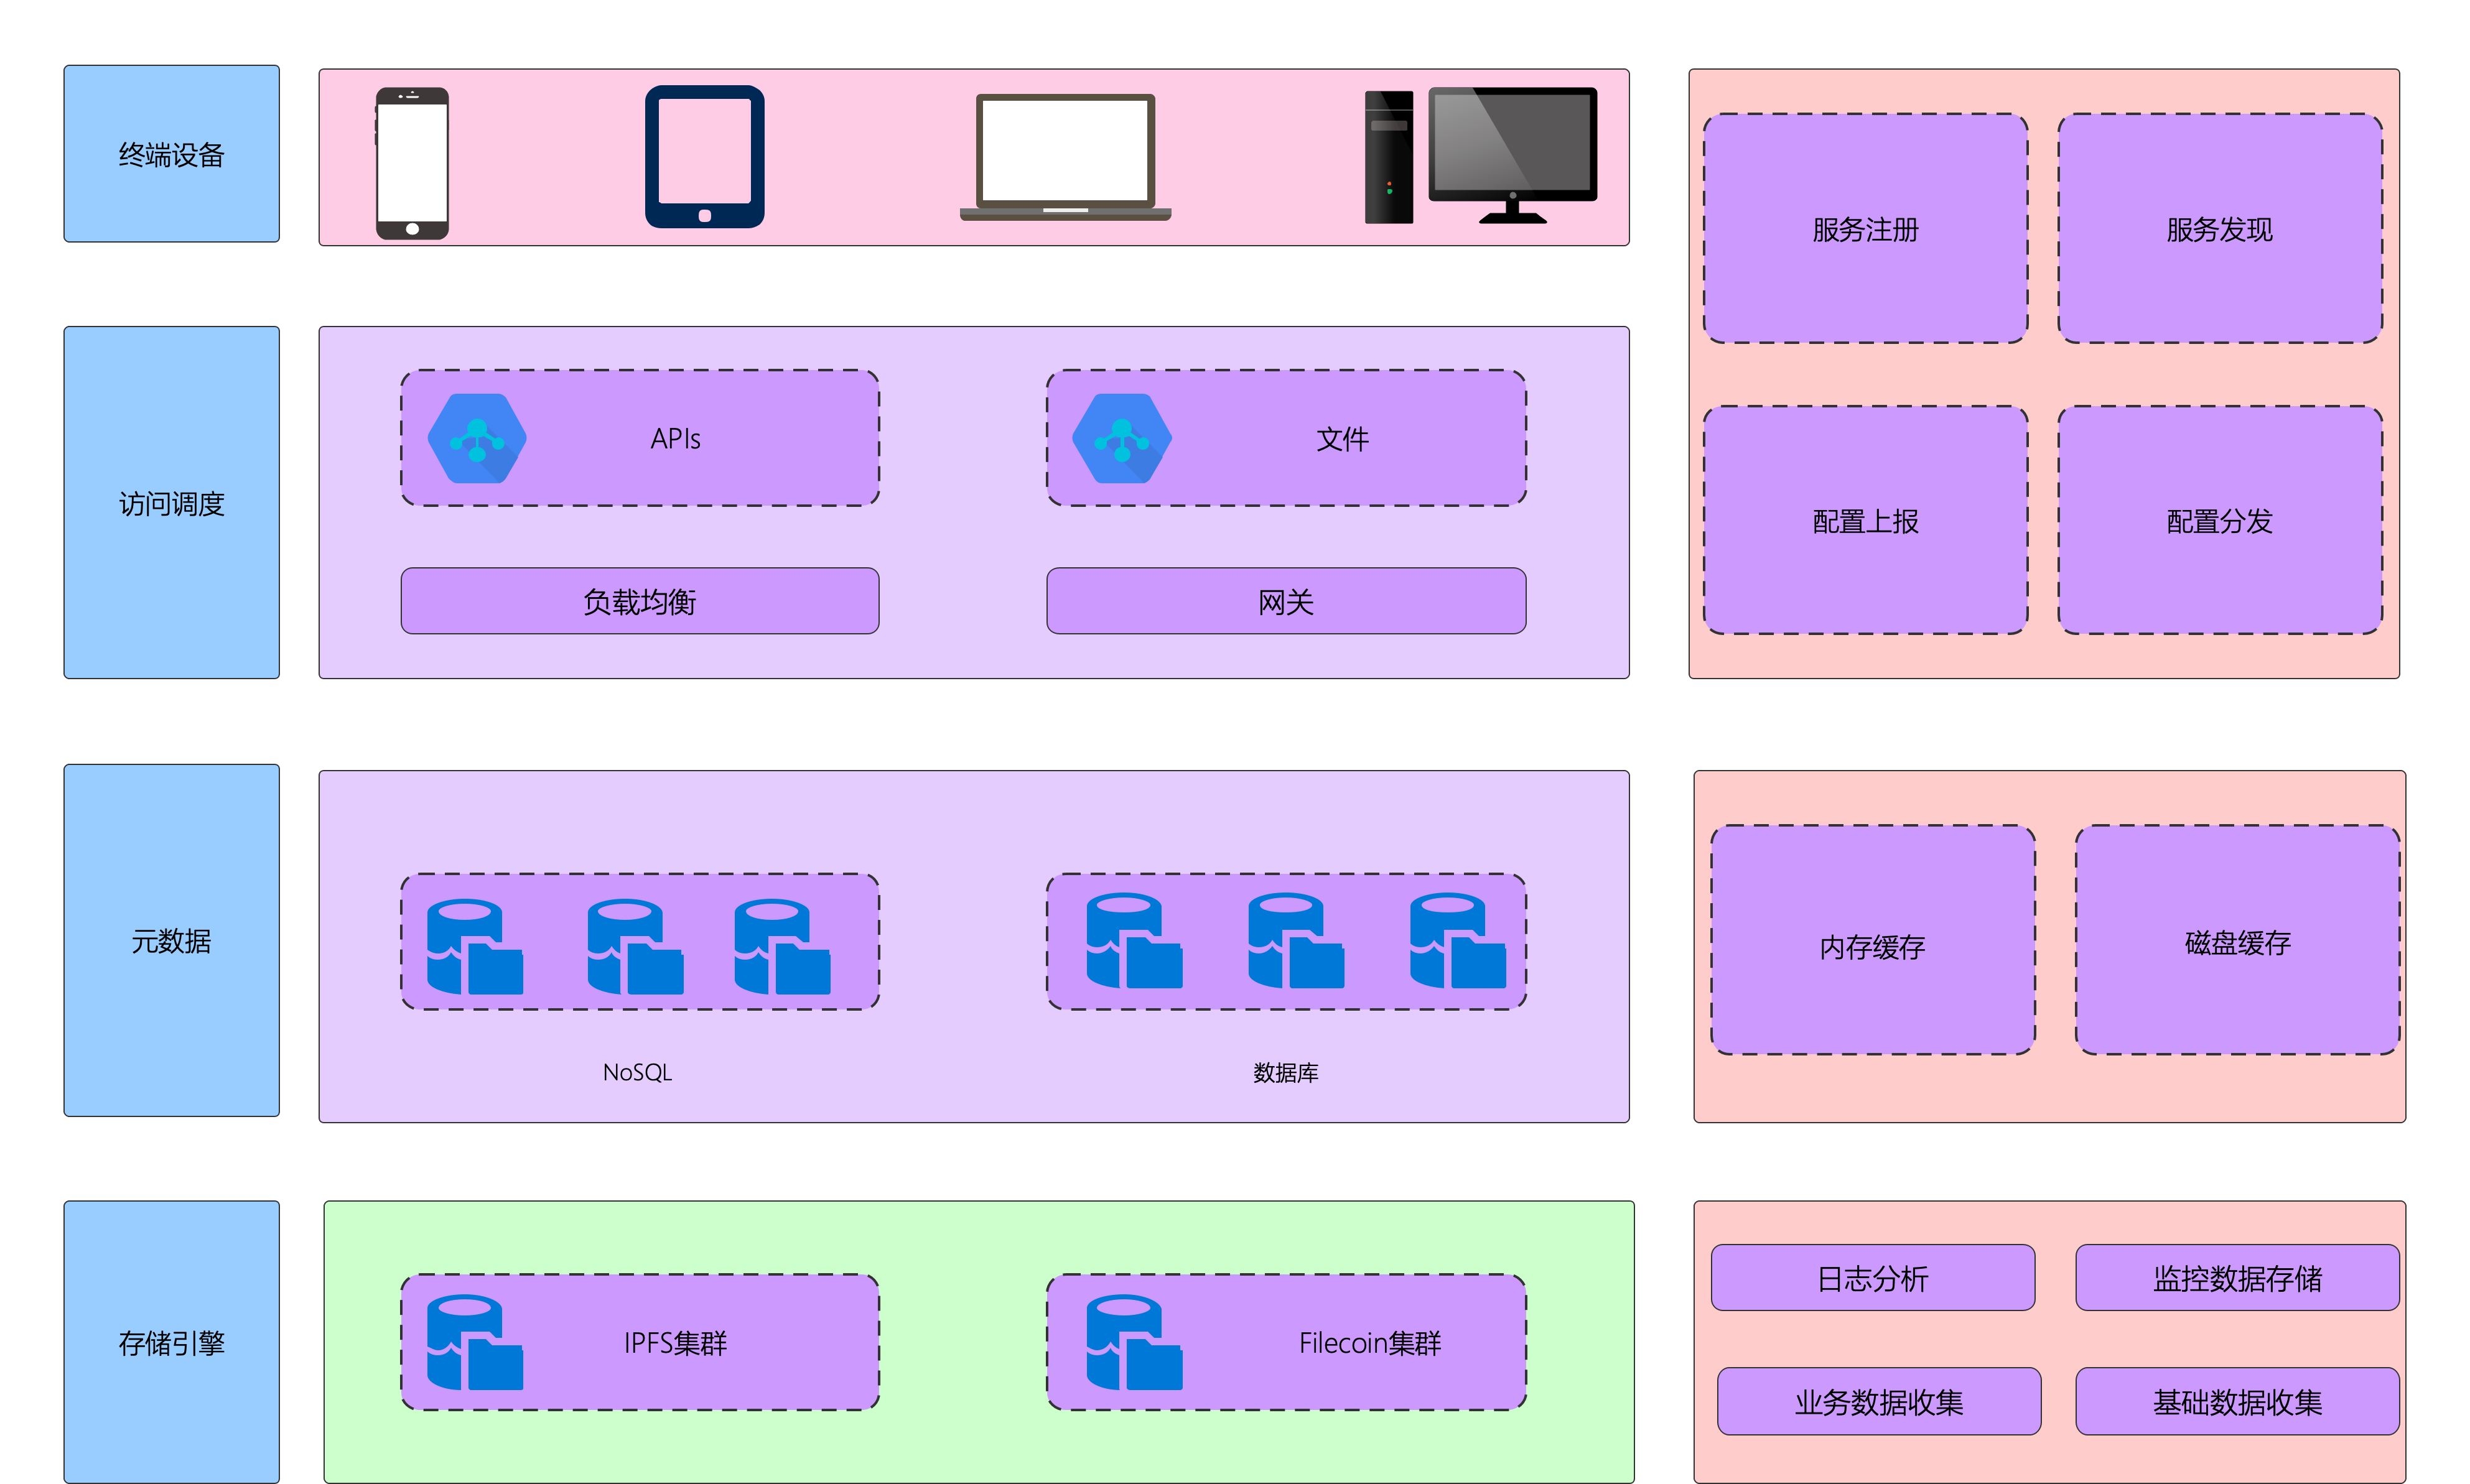 终端设备
服务注册
服务发现
访问调度
APIs
文件
负载均衡
网关
配置上报
配置分发
元数据
NoSQL
数据库
内存缓存
磁盘缓存
存储引擎
IPFS集群
Filecoin集群
日志分析
监控数据存储
业务数据收集
基础数据收集